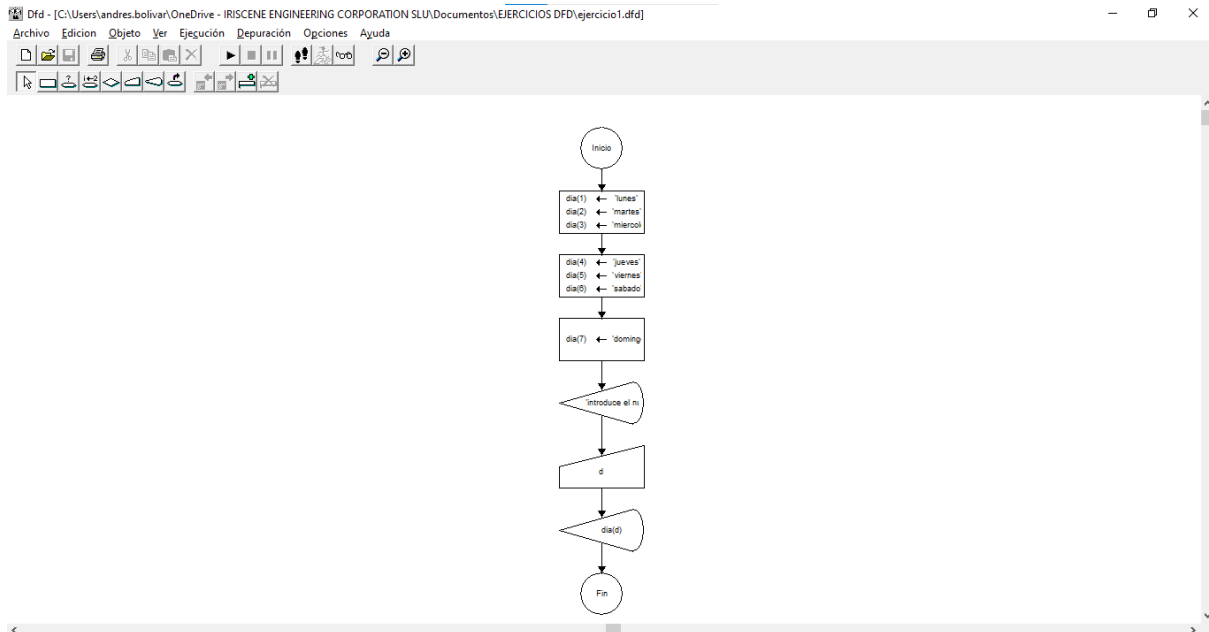 Dfd - [C:\Users\andres.bolivar\OneDrive - IRISCENE ENGINEERING CORPORATION SLU\Documentos\EJERCICIOS DFD\ejercicio1.dfd]
Archivo Edicion Objeto Ver Ejecución Depuración Opciones Ayuda
Inicio
dia(1) ← 'lunes'
dia(2) ← 'martes'
dia(3) ← 'miercol
dia(4) ← 'jueves'
dia(5) ← 'viernes'
dia(6) ← 'sabado'
dia(7) ← 'doming
'introduce el nu
d
dia(d)
Fin